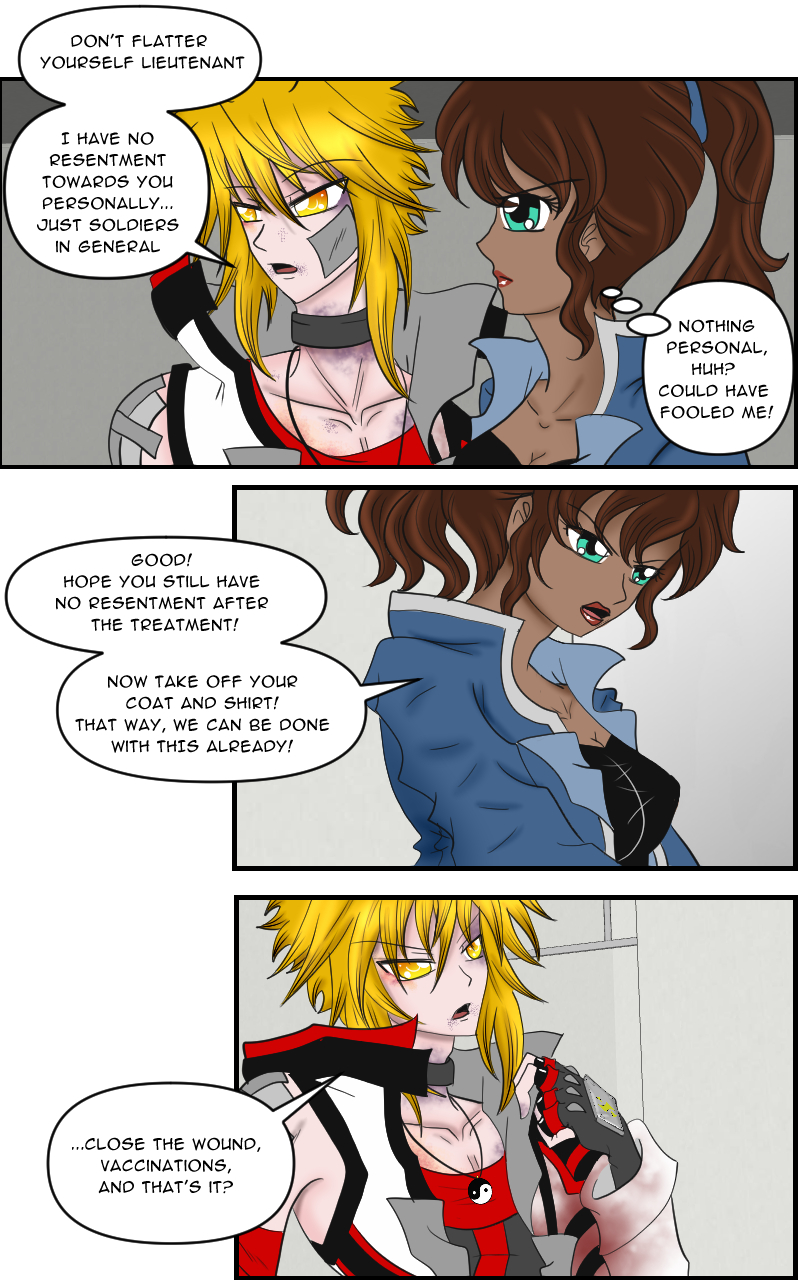 DON'T FLATTER
YOURSELF LIEUTENANT
I HAVE NO
RESENTMENT
TOWARDS YOU
PERSONALLY...
JUST SOLDIERS
IN GENERAL
NOTHING
PERSONAL,
HUH?
COULD HAVE
FOOLED ME!
GOOD!
HOPE YOU STILL HAVE
NO RESENTMENT AFTER
THE TREATMENT!
NOW TAKE OFF YOUR
COAT AND SHIRT!
THAT WAY, WE CAN BE DONE
WITH THIS ALREADY!
...CLOSE THE WOUND,
VACCINATIONS,
AND THAT'S IT?